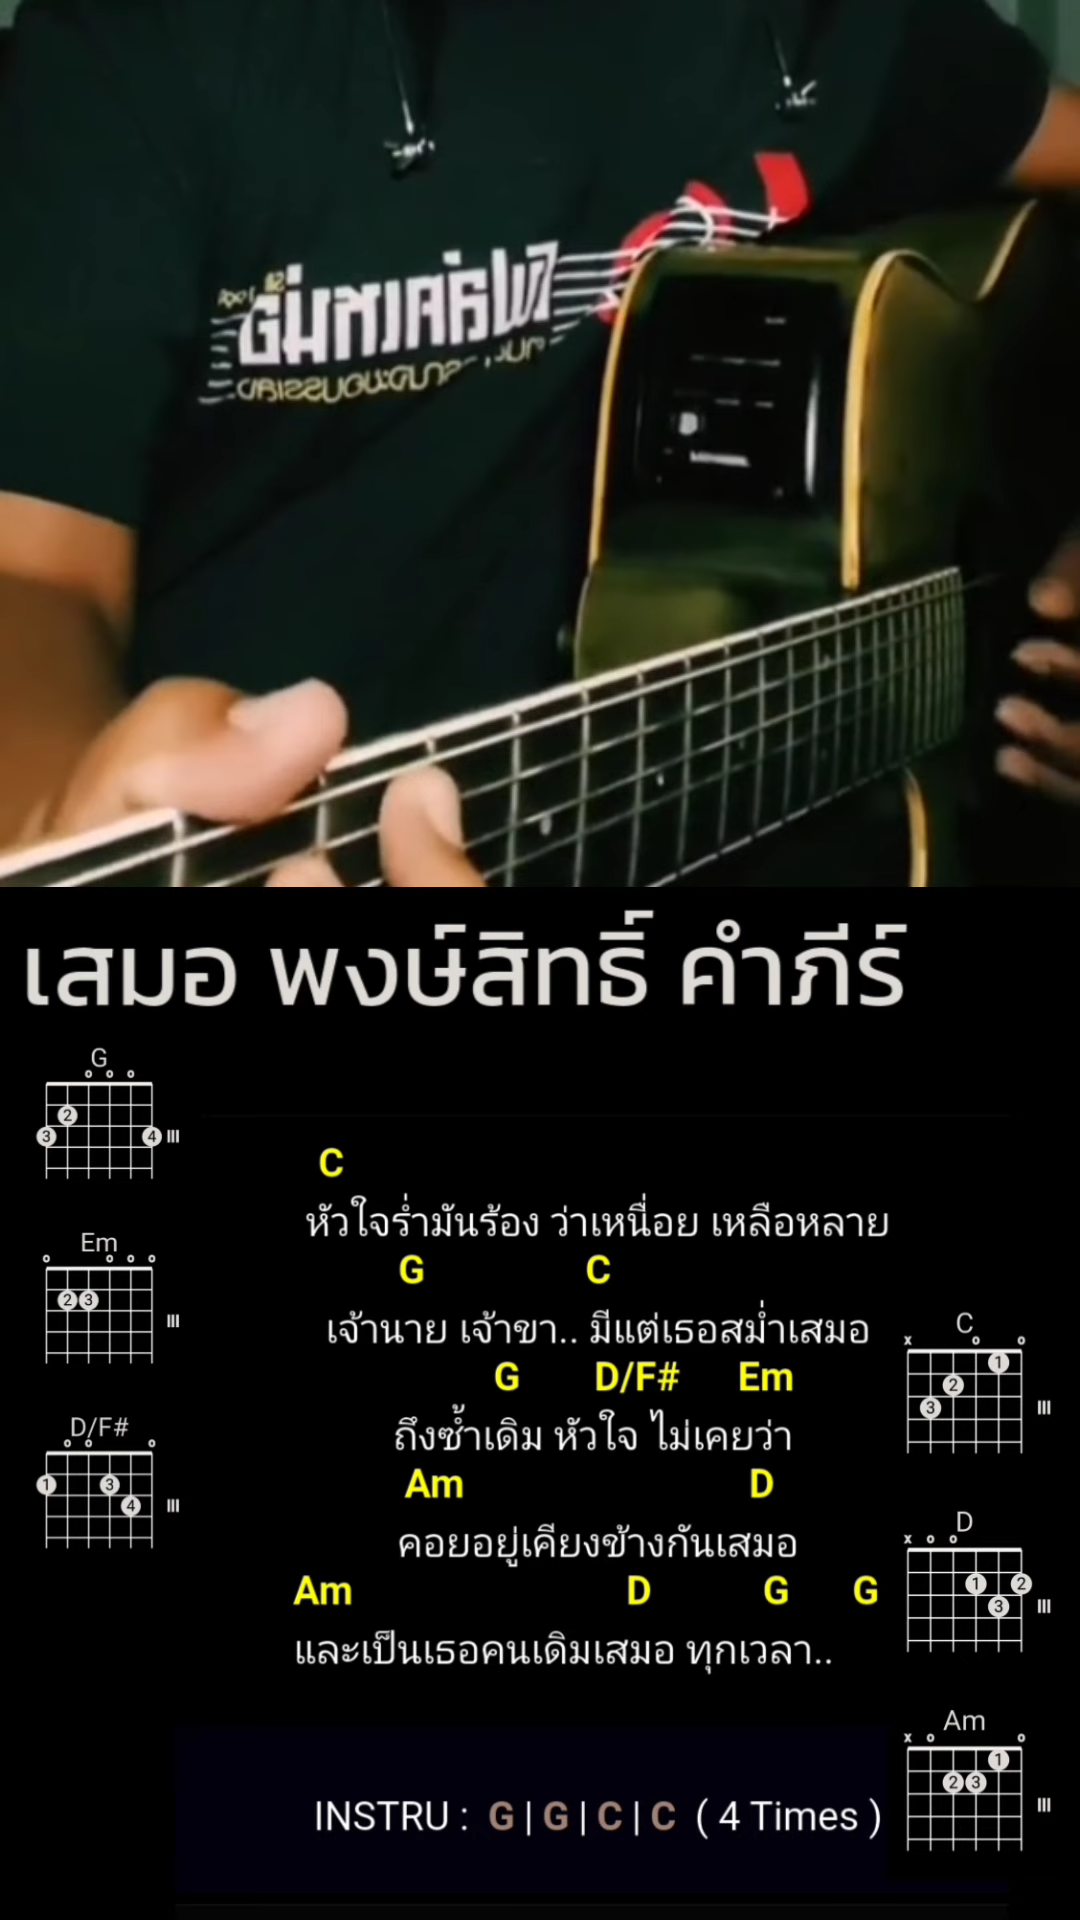 เสมอ พงษ์สิทธิ์ คำภีร์
G
Em
D/F#
C
หัวใจร่ำมันร้อง ว่าเหนื่อย เหลือหลาย
G C
เจ้านาย เจ้าขา.. มีแต่เธอสม่ำเสมอ
G D/F# Em
ถึงซ้ำเดิม หัวใจ ไม่เคยว่า
Am D
คอยอยู่เคียงข้างกันเสมอ
Am D G G
และเป็นเธอคนเดิมเสมอ ทุกเวลา..
INSTRU : G | G | C | C ( 4 Times )
C
D
Am